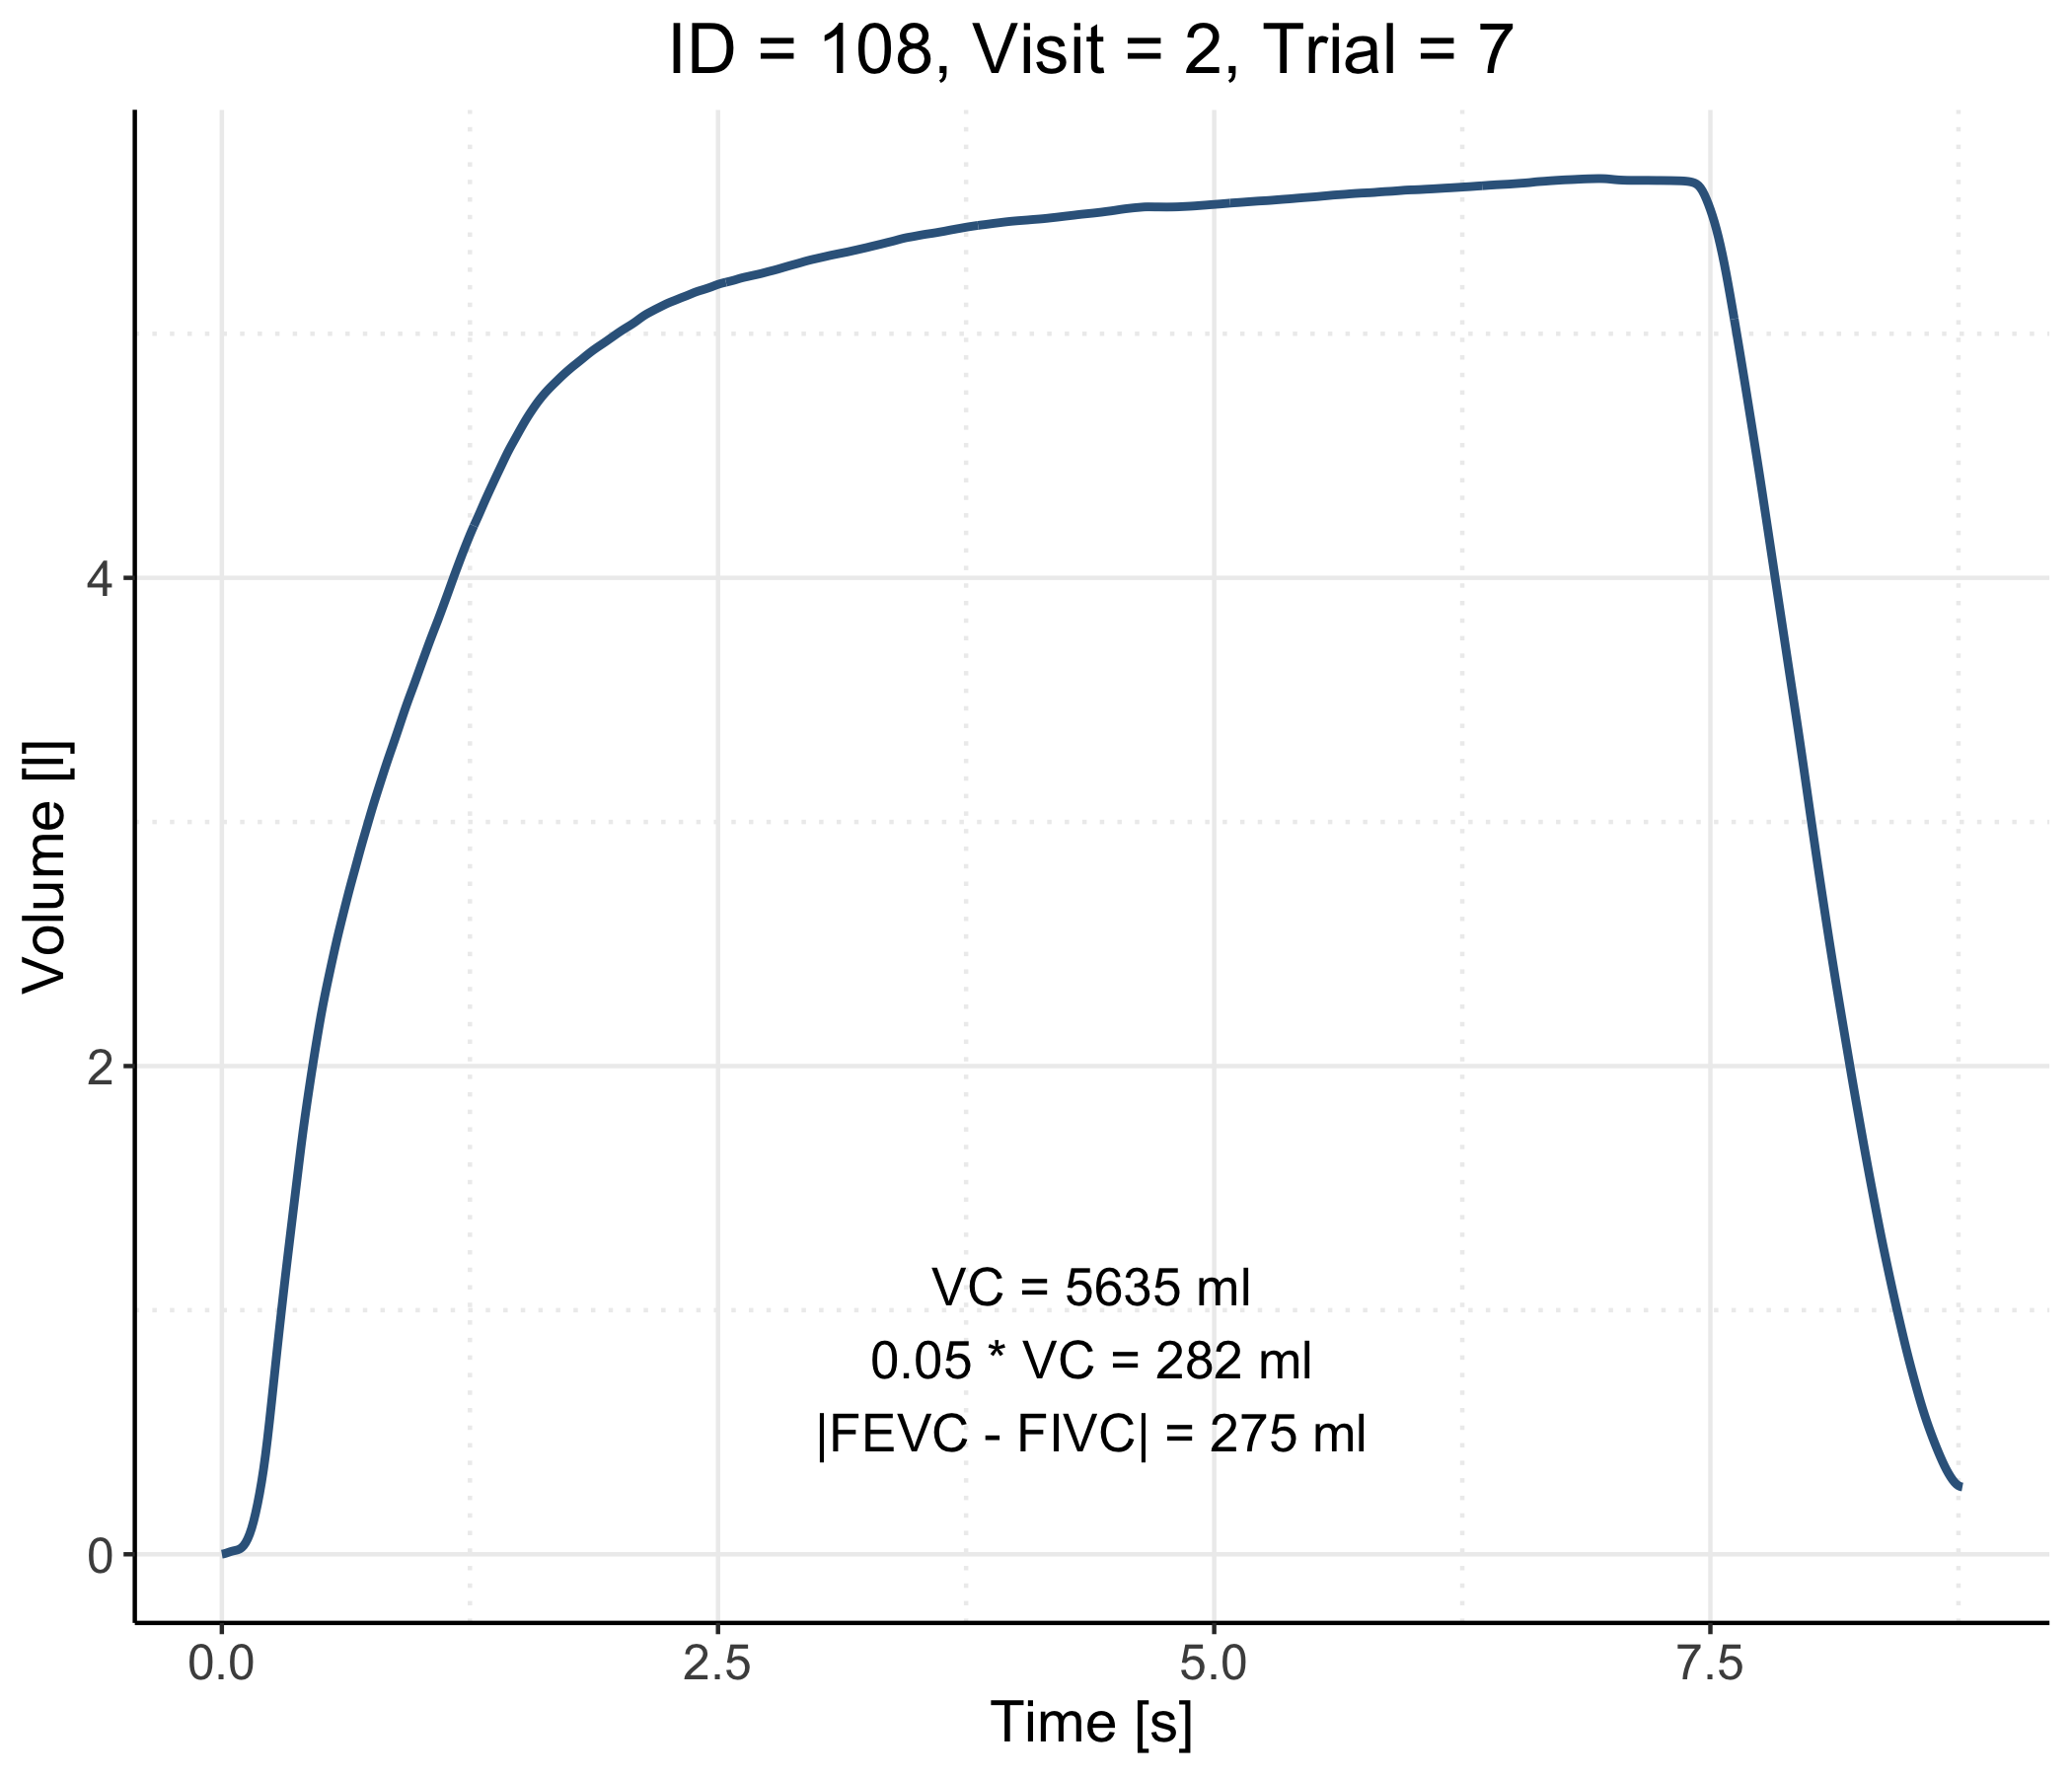 ID = 108, Visit = 2, Trial = 7
Volume [l]
4
2
0
VC = 5635 ml
0.05 * VC = 282 ml
|FEVC - FIVC| = 275 ml
0.0 2.5 5.0 7.5
Time [s]